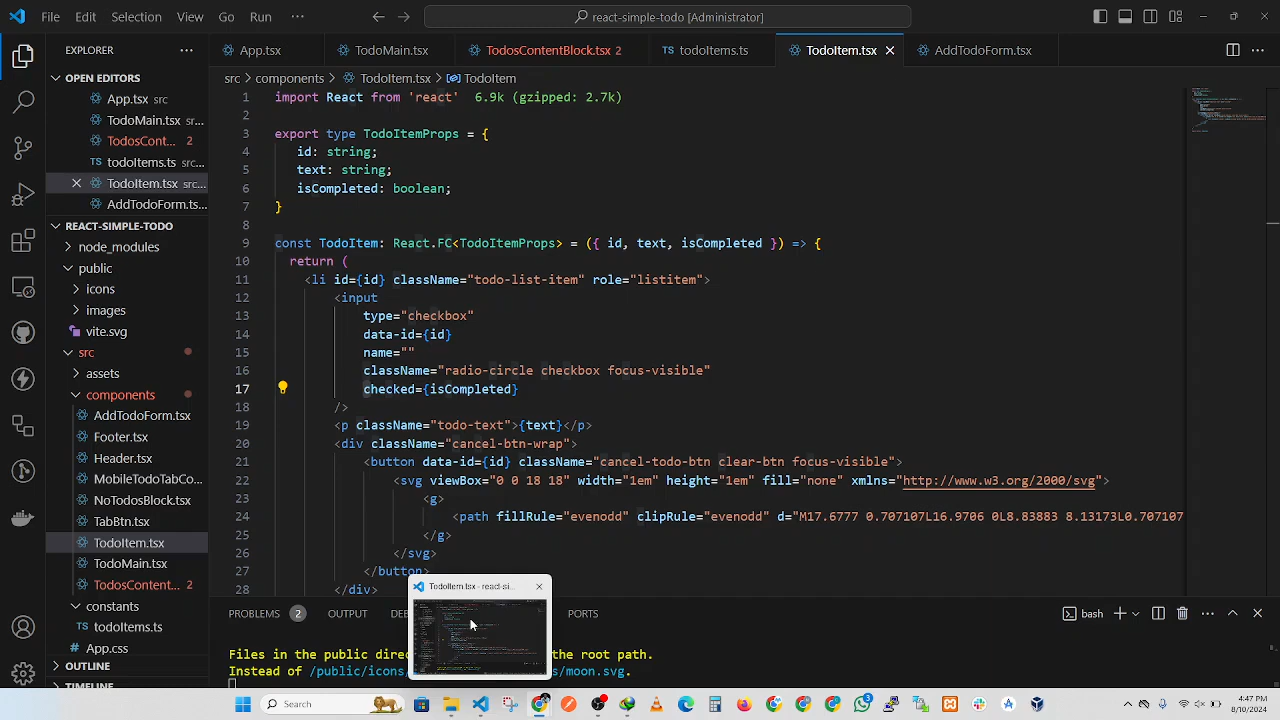 File Edit Selection View Go Run ··· react-simple-todo [Administrator]
EXPLORER
App.tsx TodoMain.tsx TodosContentBlock.tsx 2 todoItems.ts TodoItem.tsx AddTodoForm.tsx
OPEN EDITORS
App.tsx src
TodoMain.tsx s...
TodosCont... 2
TS todoItems.ts src...
TodoItem.tsx src...
AddTodoForm.ts...
REACT-SIMPLE-TODO
node_modules
public
icons
images
vite.svg
src
assets
components
AddTodoForm.tsx
Footer.tsx
Header.tsx
MobileTodoTabCo...
NoTodosBlock.tsx
TabBtn.tsx
TodoItem.tsx
TodoMain.tsx
TodosContent... 2
constants
TS todoItems.ts
App.css
OUTLINE
TIMELINE
src > components > TodoItem.tsx > TodoItem
1 import React from 'react' 6.9k (gzipped: 2.7k)
2
3 export type TodoItemProps = {
4 id: string;
5 text: string;
6 isCompleted: boolean;
7 }
8
9 const TodoItem: React.FC<TodoItemProps> = ({ id, text, isCompleted }) => {
10 return (
11 <li id={id} className="todo-list-item" role="listitem">
12 <input
13 type="checkbox"
14 data-id={id}
15 name=""
16 className="radio-circle checkbox focus-visible"
17 checked={isCompleted}
18 />
19 <p className="todo-text">{text}</p>
20 <div className="cancel-btn-wrap">
21 <button data-id={id} className="cancel-todo-btn clear-btn focus-visible">
22 <svg viewBox="0 0 18 18" width="1em" height="1em" fill="none" xmlns="http://www.w3.org/2000/svg">
23 <g>
24 <path fillRule="evenodd" clipRule="evenodd" d="M17.6777 0.707107L16.9706 0L8.83883 8.13173L0.707107
25 </g>
26 </svg>
27 </button>
28 </div>
TodoItem.tsx - react-si...
PROBLEMS 2 OUTPUT DE PORTS bash
Files in the public direc the root path.
Instead of /public/icons s/moon.svg.
Search 3 :47 PM
8/10/2024